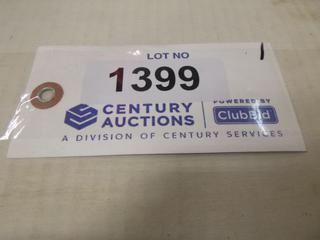 LOT NO
1399
CENTURY
AUCTIONS
POWERED BY
ClubBid
A DIVISION OF CENTURY SERVICES